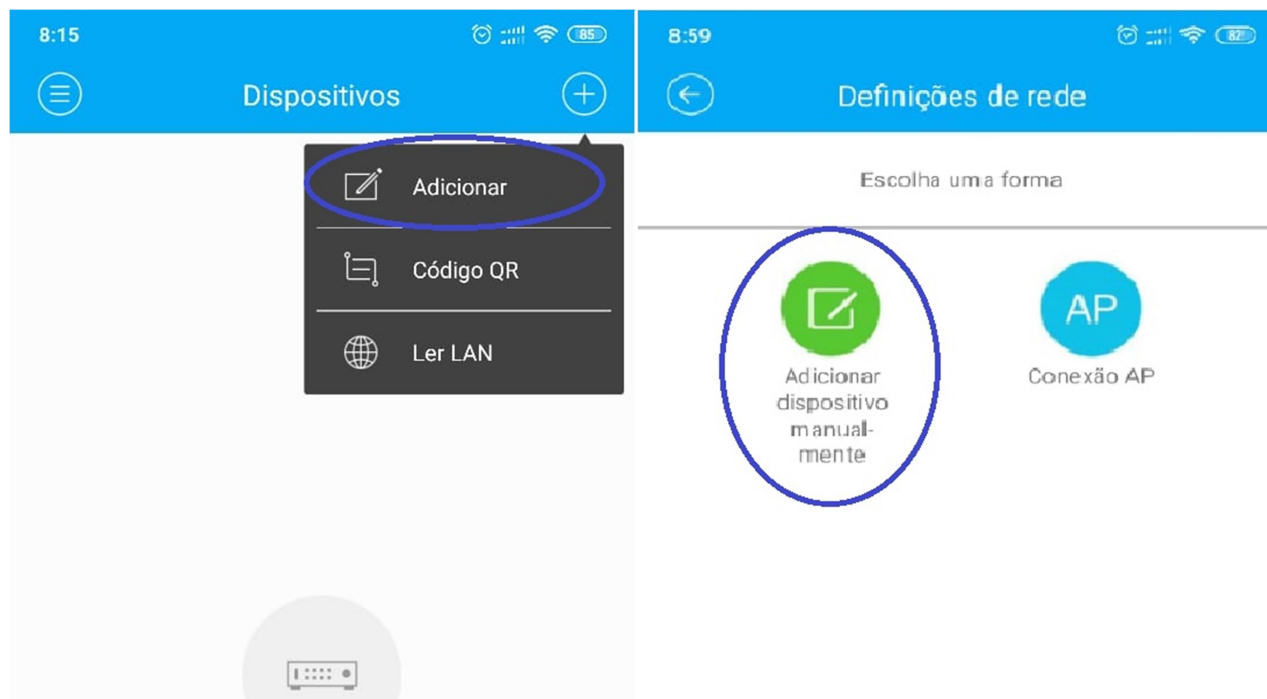 8:15
85
Dispositivos
Adicionar
Código QR
Ler LAN
8:59
82
Definições de rede
Escolha uma forma
AP
Adicionar
dispositivo
manual-
mente
Conexão AP